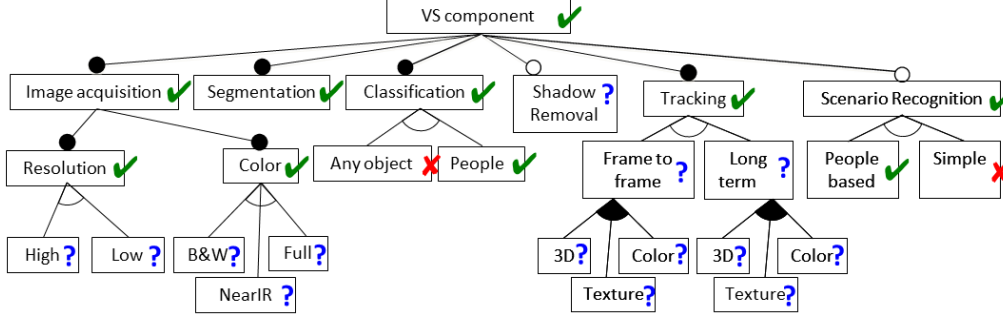 VS component
Image acquisition
Segmentation
Classification
Shadow ?
Removal
Tracking
Scenario Recognition
Resolution
Color
Any object
People
Frame to
frame ?
Long
term ?
People
based
Simple
High ?
Low ?
B&W ?
Full ?
NearIR ?
3D ?
Color ?
Texture ?
3D ?
Color ?
Texture ?